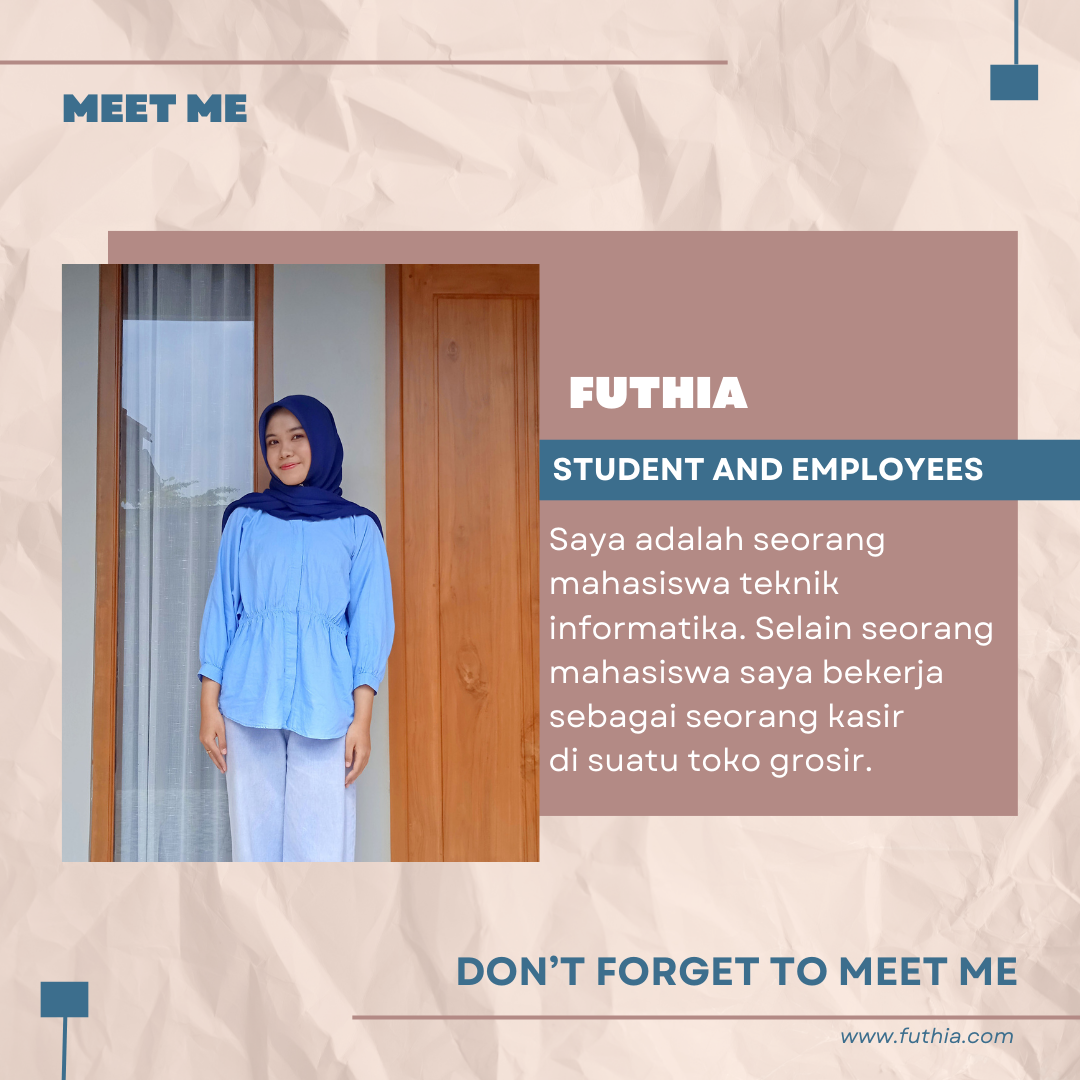 MEET ME
FUTHIA
STUDENT AND EMPLOYEES
Saya adalah seorang
mahasiswa teknik
informatika. Selain seorang
mahasiswa saya bekerja
sebagai seorang kasir
di suatu toko grosir.
DON’T FORGET TO MEET ME
www.futhia.com